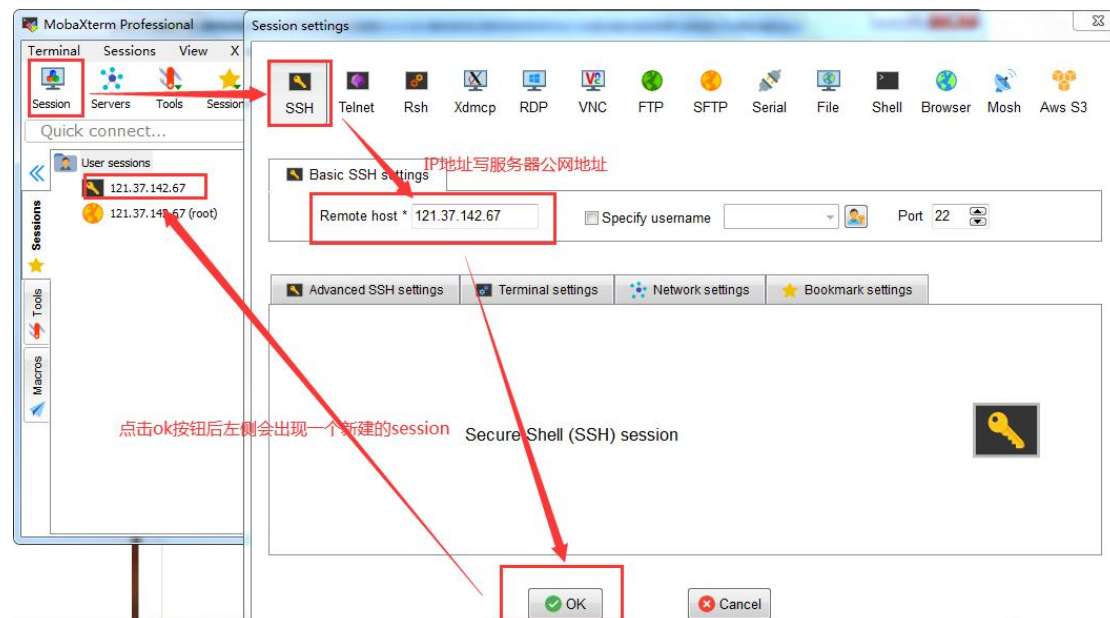 MobaXterm Professional
Terminal Sessions View X
Session Servers Tools Session
Quick connect...
User sessions
121.37.142.67
121.37.142.67 (root)
Sessions
Tools
Macros
Session settings
SSH Telnet Rsh Xdmcp RDP VNC FTP SFTP Serial File Shell Browser Mosh Aws S3
IP地址写服务器公网地址
Basic SSH settings
Remote host * 121.37.142.67 Specify username Port 22
Advanced SSH settings Terminal settings Network settings Bookmark settings
点击ok按钮后左侧会出现一个新建的session
Secure Shell (SSH) session
OK Cancel